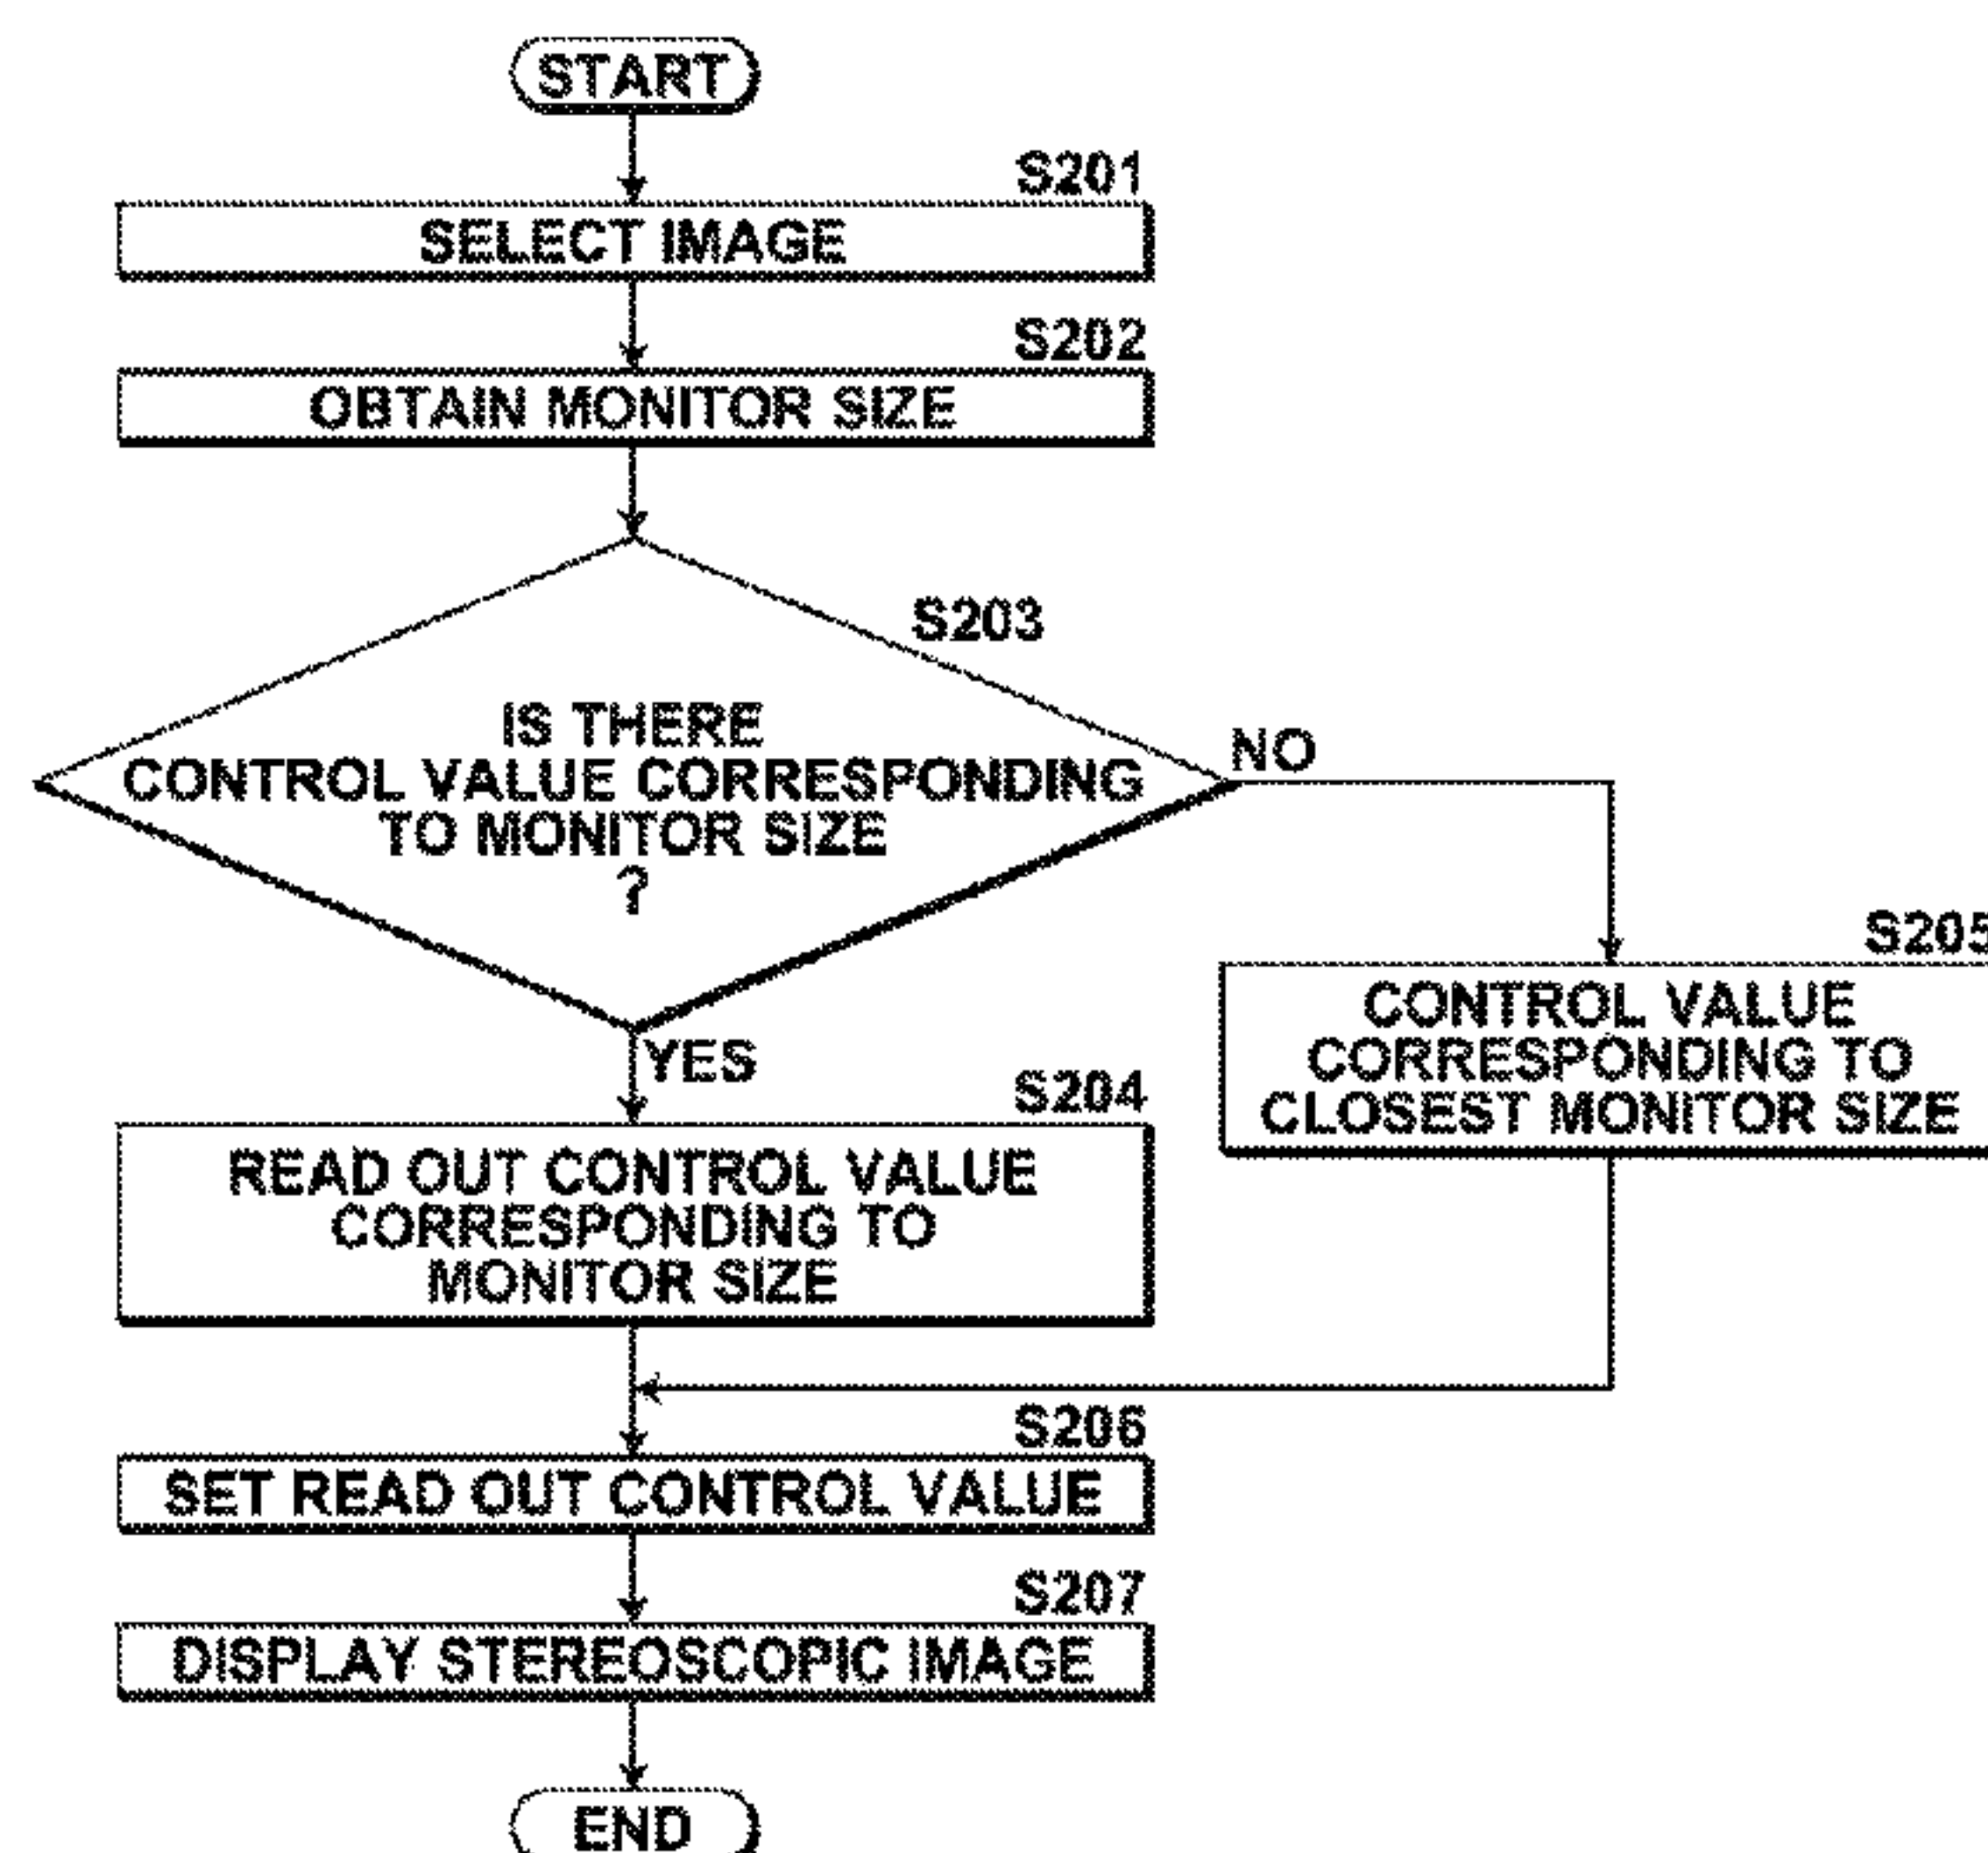 START
S201
SELECT IMAGE
S202
OBTAIN MONITOR SIZE
S203
IS THERE
CONTROL VALUE CORRESPONDING
TO MONITOR SIZE
?
NO
YES
S205
CONTROL VALUE
CORRESPONDING TO
CLOSEST MONITOR SIZE
S204
READ OUT CONTROL VALUE
CORRESPONDING TO
MONITOR SIZE
S206
SET READ OUT CONTROL VALUE
S207
DISPLAY STEREOSCOPIC IMAGE
END